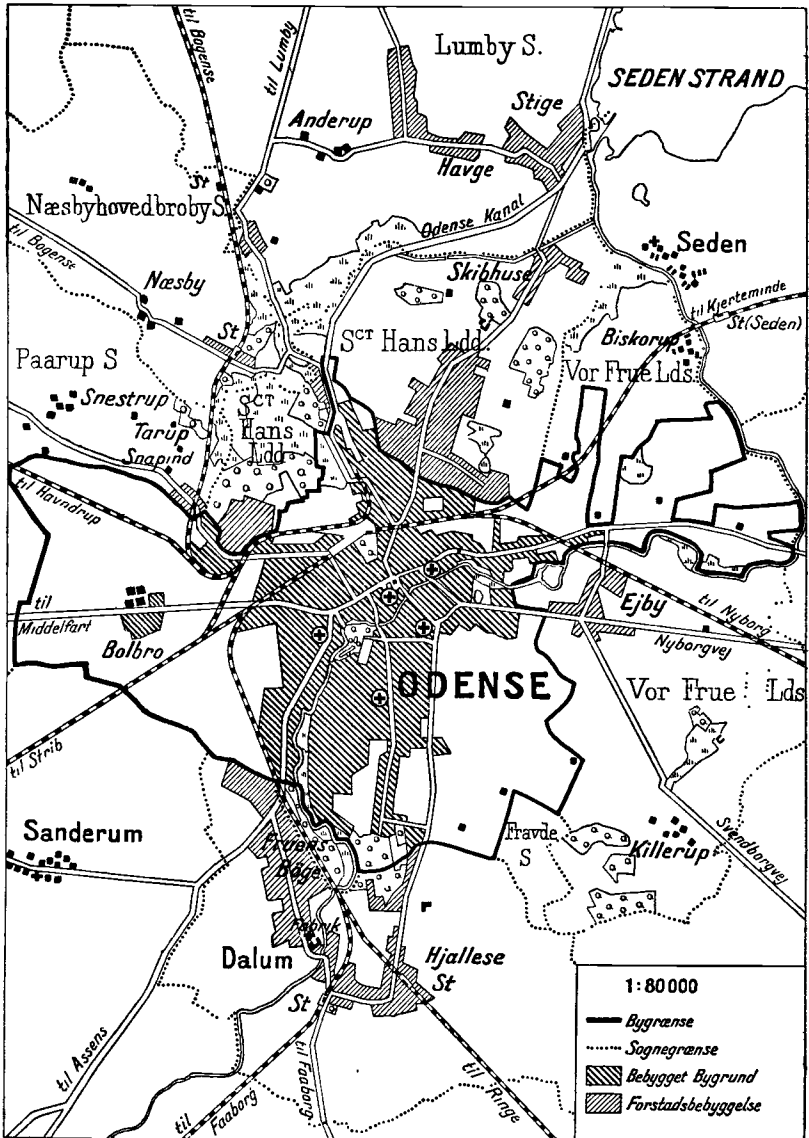 til Bogense
til Lumby
Lumby S.
SEDEN STRAND
Stige
Anderup
Havge
St
Næsbyhovedbroby S.
Odense Kanal
til Bogense
Seden
Næsby
Skibhuse
til Kjerteminde
St (Seden)
St
Biskorup
SCT Hans Ldd.
Vor Frue Lds
Paarup S
Snestrup
SCT
Hans
Ldd
Tarup
Snapind
til Havndrup
til
Middelfart
Ejby
til Nyborg
Bolbro
Nyborgvej
ODENSE
Vor Frue Lds
til Strib
Svendborgvej
Sanderum
Fruens
Böge
Fravde
S
Killerup
Fabrik
Dalum
Hjallese
St
St
til Assens
til
Faaborg
til Faaborg
til Ringe
1:80000
Bygrænse
Sognegrænse
Bebygget Bygrund
Forstadsbebyggelse